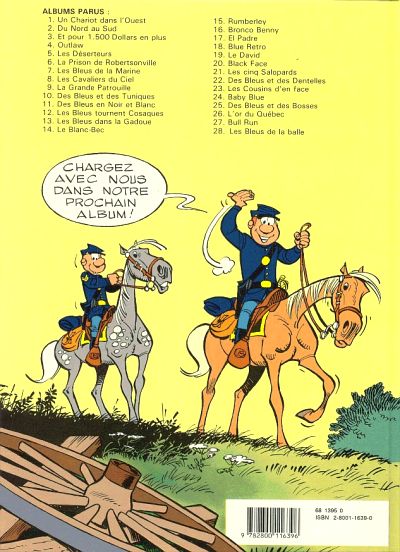 ALBUMS PARUS :
1. Un Chariot dans l'Ouest
2. Du Nord au Sud
3. Et pour 1.500 Dollars en plus
4. Outlaw
5. Les Déserteurs
6. La Prison de Robertsonville
7. Les Bleus de la Marine
8. Les Cavaliers du Ciel
9. La Grande Patrouille
10. Des Bleus et des Tuniques
11. Des Bleus en Noir et Blanc
12. Les Bleus tournent Cosaques
13. Les Bleus dans la Gadoue
14. Le Blanc-Bec
15. Rumberley
16. Bronco Benny
17. El Padre
18. Blue Retro
19. Le David
20. Black Face
21. Les cinq Salopards
22. Des Bleus et des Dentelles
23. Les Cousins d'en face
24. Baby Blue
25. Des Bleus et des Bosses
26. L'or du Québec
27. Bull Run
28. Les Bleus de la balle
CHARGEZ
AVEC NOUS
DANS NOTRE
PROCHAIN
ALBUM!
68 1395 0
ISBN 2-8001-1639-0
9 782800 116396